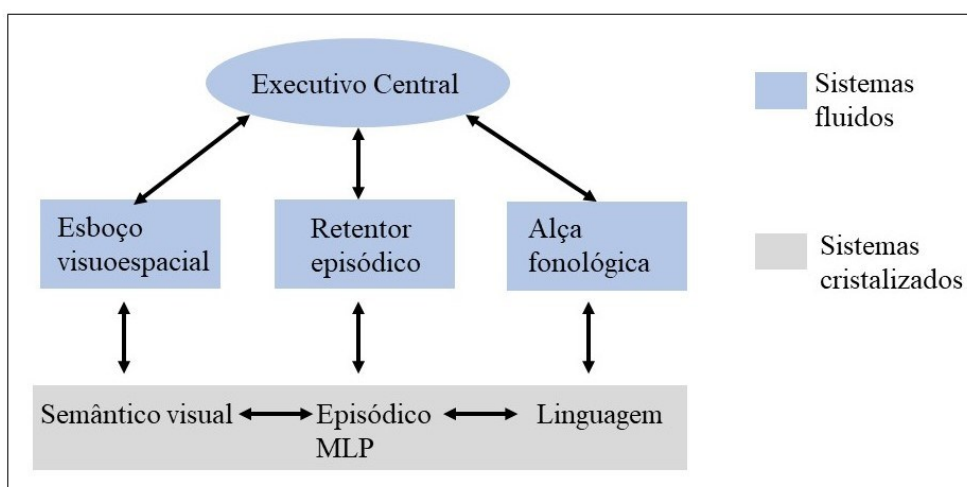 Executivo Central
Sistemas
fluidos
Esboço
visuoespacial
Retentor
episódico
Alça
fonológica
Sistemas
cristalizados
Semântico visual
Episódico
MLP
Linguagem